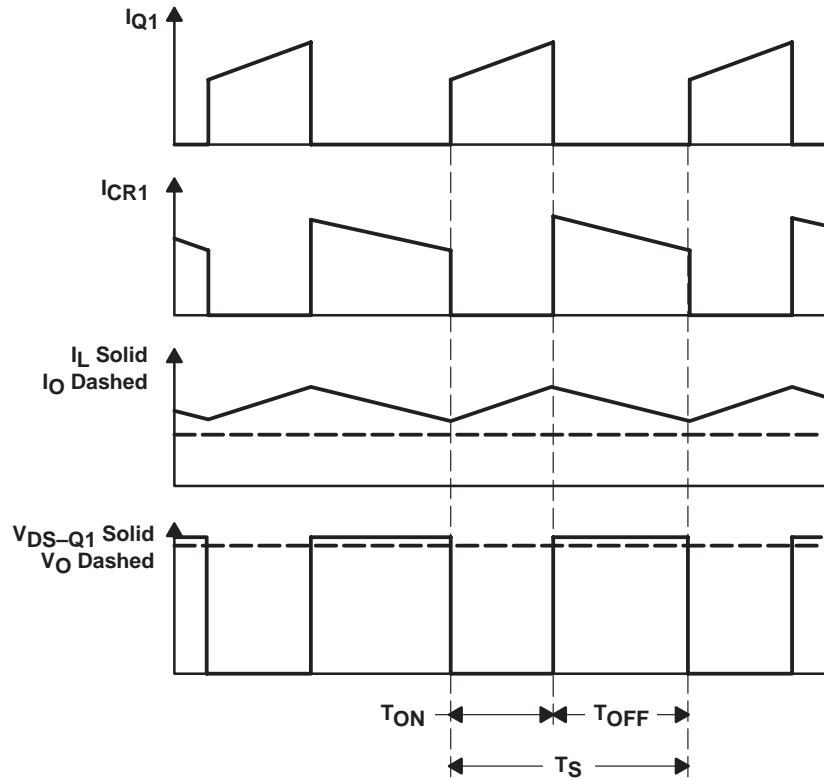 IQ1
ICR1
IL Solid
IO Dashed
VDS–Q1 Solid
VO Dashed
TON
TOFF
TS